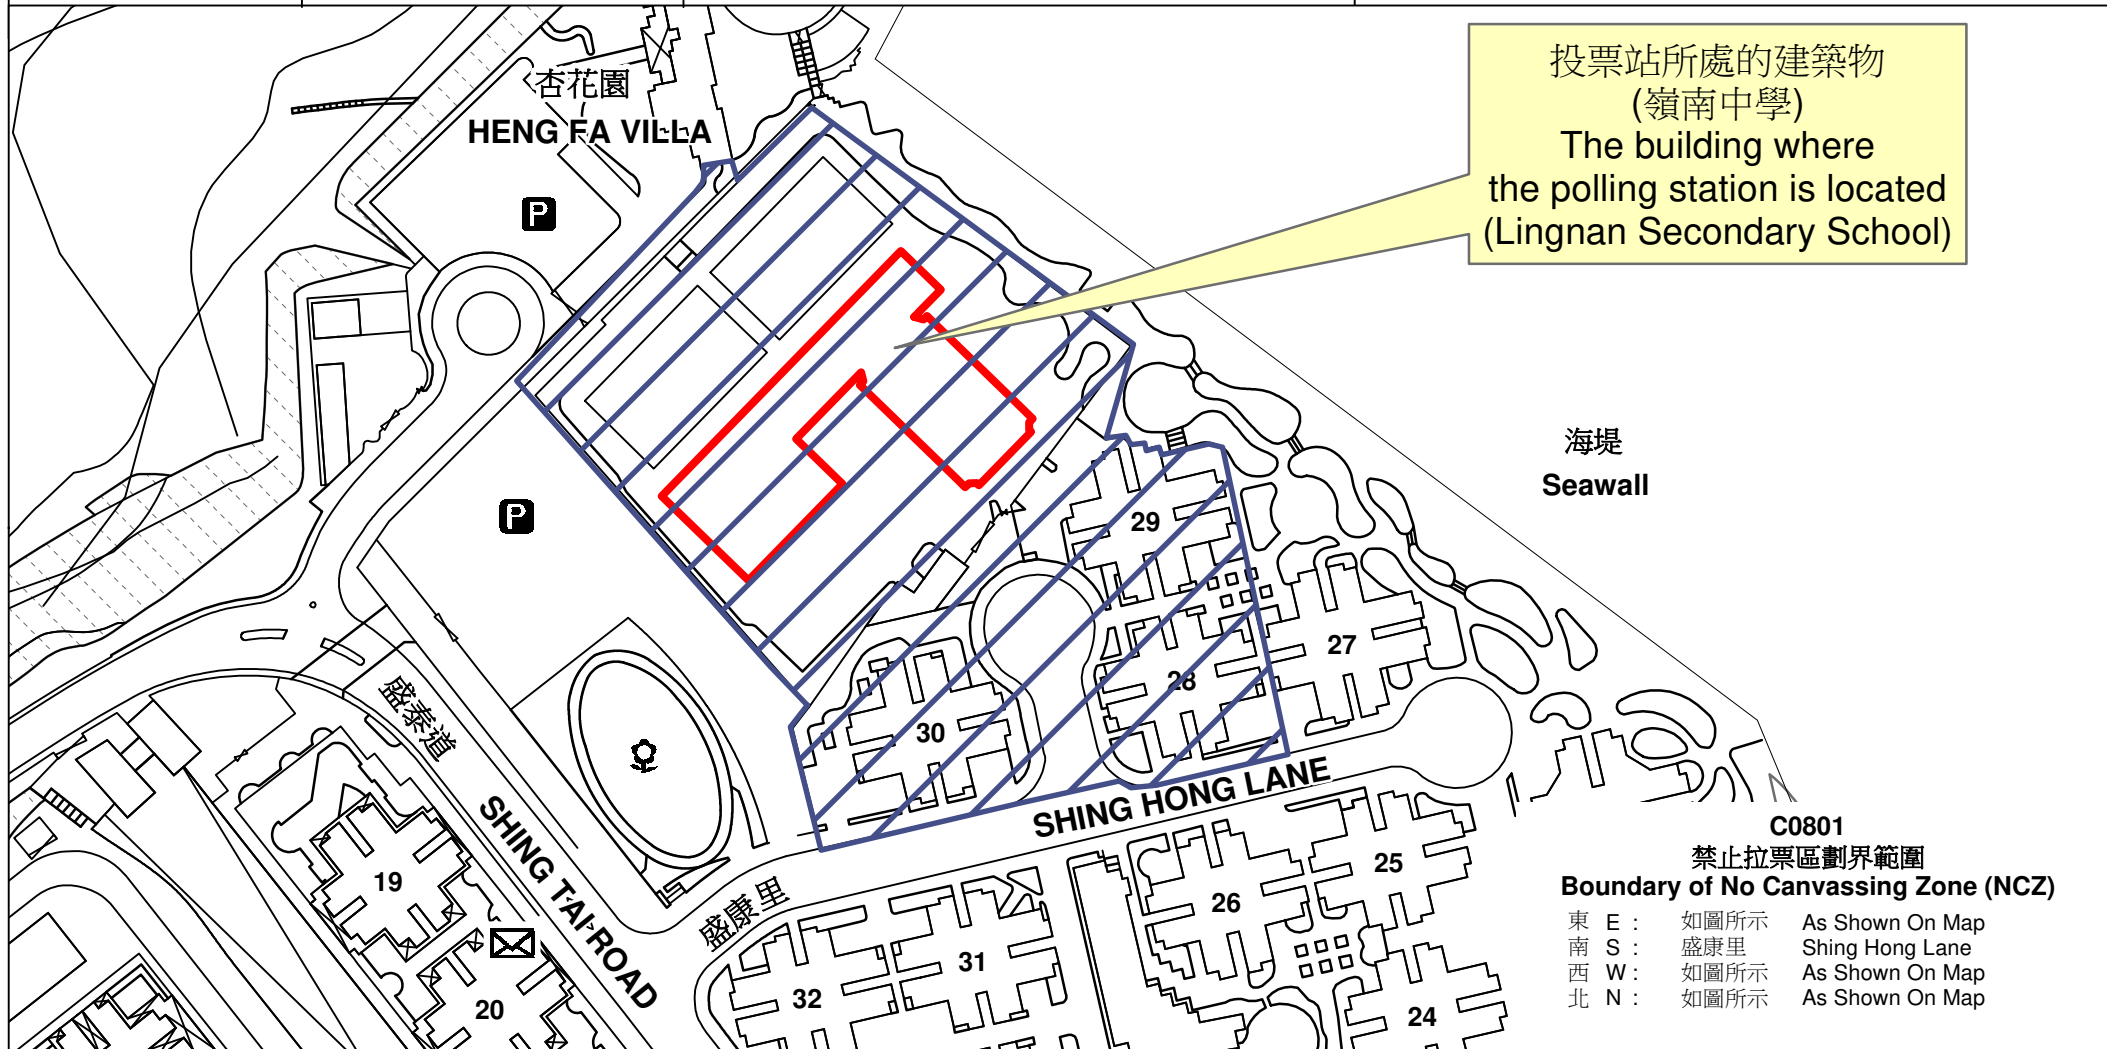 杏花園
HENG FA VILLA
P
投票站所處的建築物
(嶺南中學)
The building where
the polling station is located
(Lingnan Secondary School)
海堤
Seawall
P
29
27
28
30
盛泰道
SHING TAI ROAD
SHING HONG LANE
盛康里
19
20
25
26
31
32
24
C0801
禁止拉票區劃界範圍
Boundary of No Canvassing Zone (NCZ)
東 E : 如圖所示 As Shown On Map
南 S : 盛康里 Shing Hong Lane
西 W : 如圖所示 As Shown On Map
北 N : 如圖所示 As Shown On Map